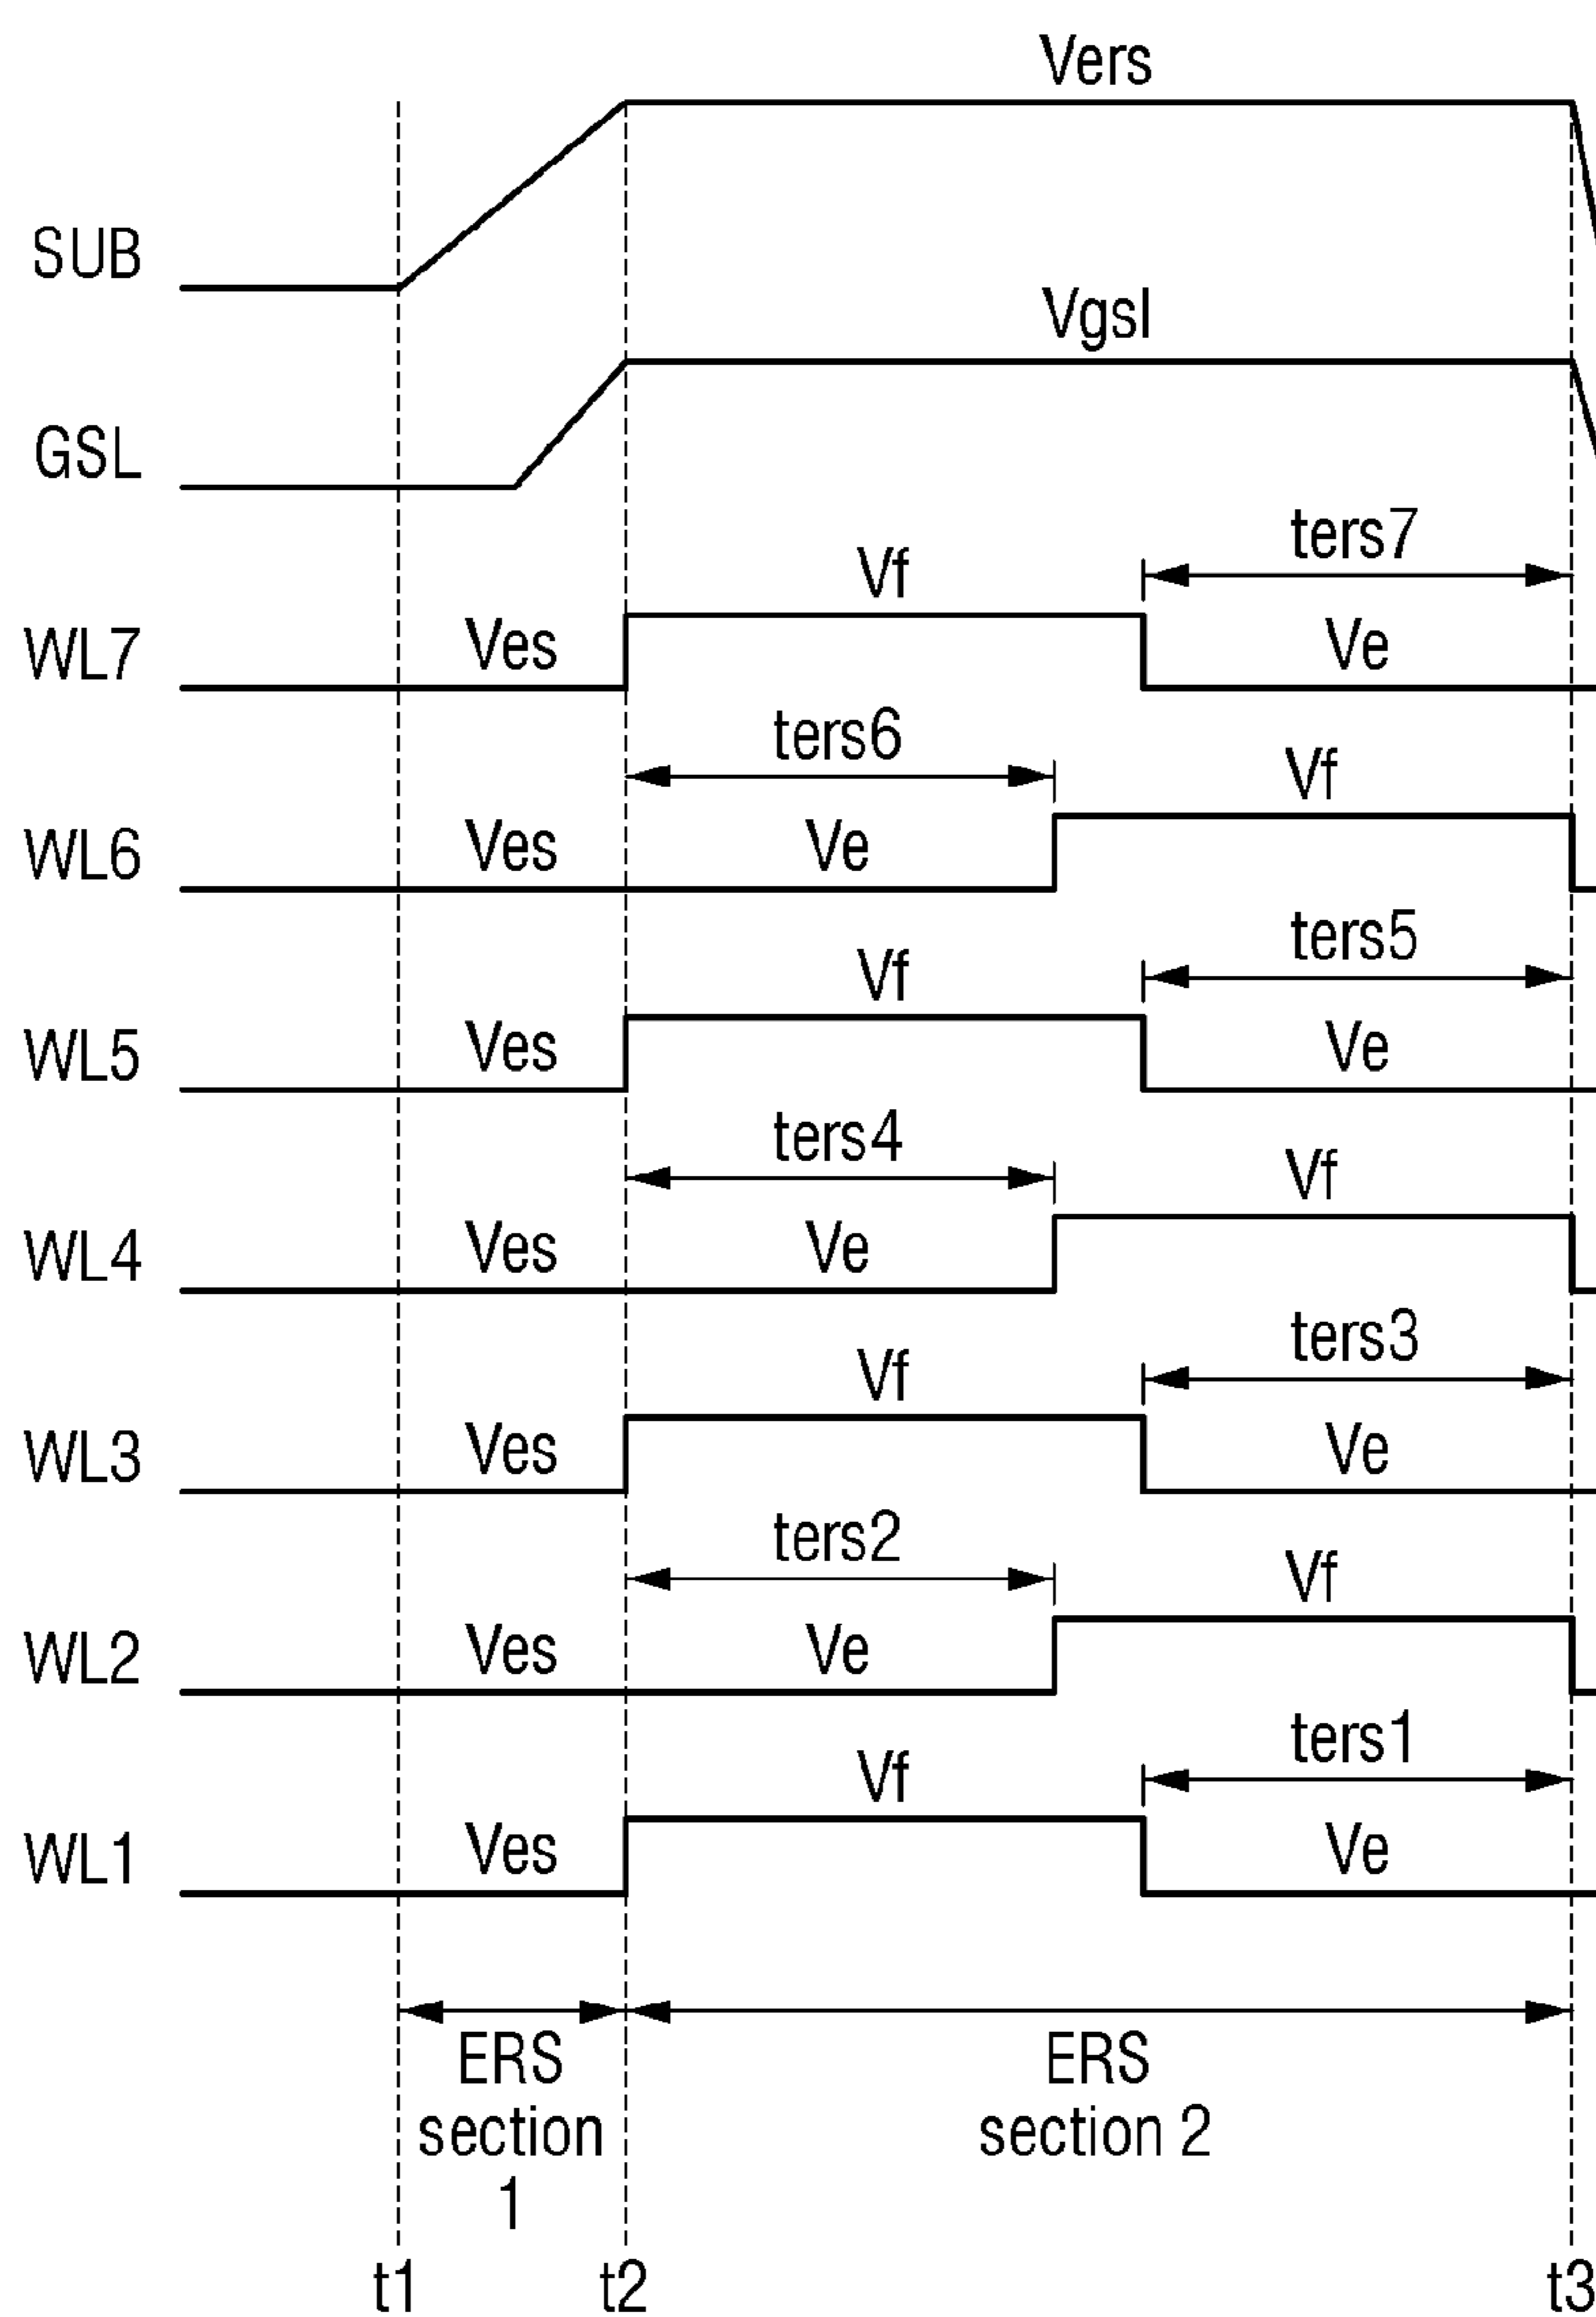 Vers
SUB
Vgsl
GSL
ters7
Vf
WL7 Ves Ve
ters6
Vf
WL6 Ves Ve
ters5
Vf
WL5 Ves Ve
ters4
Vf
WL4 Ves Ve
ters3
Vf
WL3 Ves Ve
ters2
Vf
WL2 Ves Ve
ters1
Vf
WL1 Ves Ve
ERS section 1
ERS section 2
t1 t2 t3